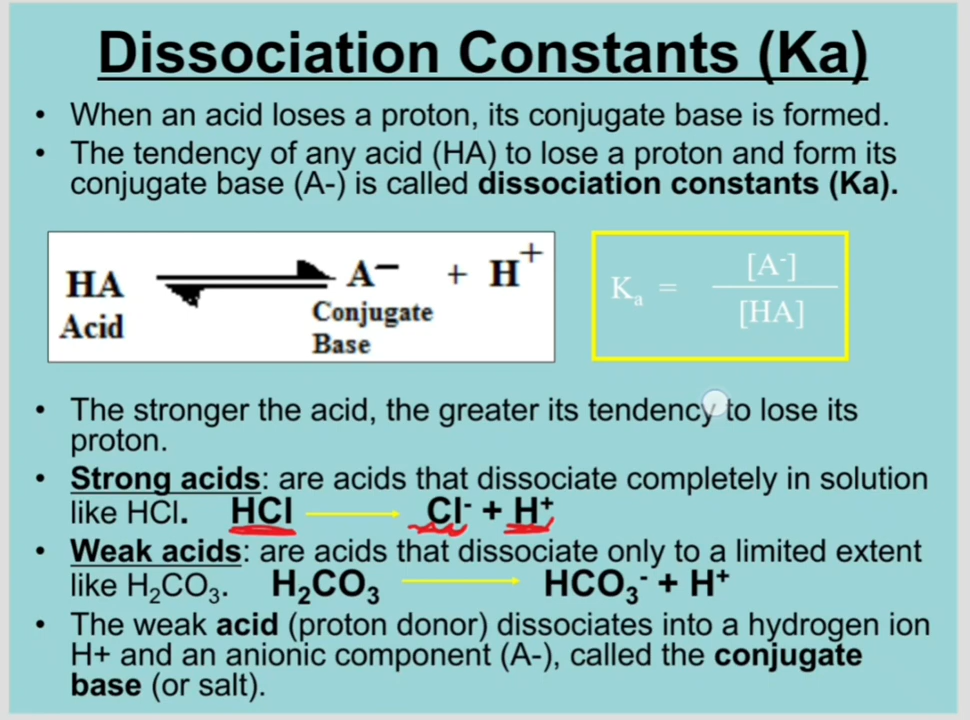 Dissociation Constants (Ka)
• When an acid loses a proton, its conjugate base is formed.
• The tendency of any acid (HA) to lose a proton and form its
conjugate base (A-) is called dissociation constants (Ka).
HA ⇌ A⁻ + H⁺
Acid Conjugate
Base
Kₐ = [A⁻]
[HA]
• The stronger the acid, the greater its tendency to lose its
proton.
• Strong acids: are acids that dissociate completely in solution
like HCl. HCl → Cl⁻ + H⁺
• Weak acids: are acids that dissociate only to a limited extent
like H₂CO₃. H₂CO₃ → HCO₃⁻ + H⁺
• The weak acid (proton donor) dissociates into a hydrogen ion
H+ and an anionic component (A-), called the conjugate
base (or salt).